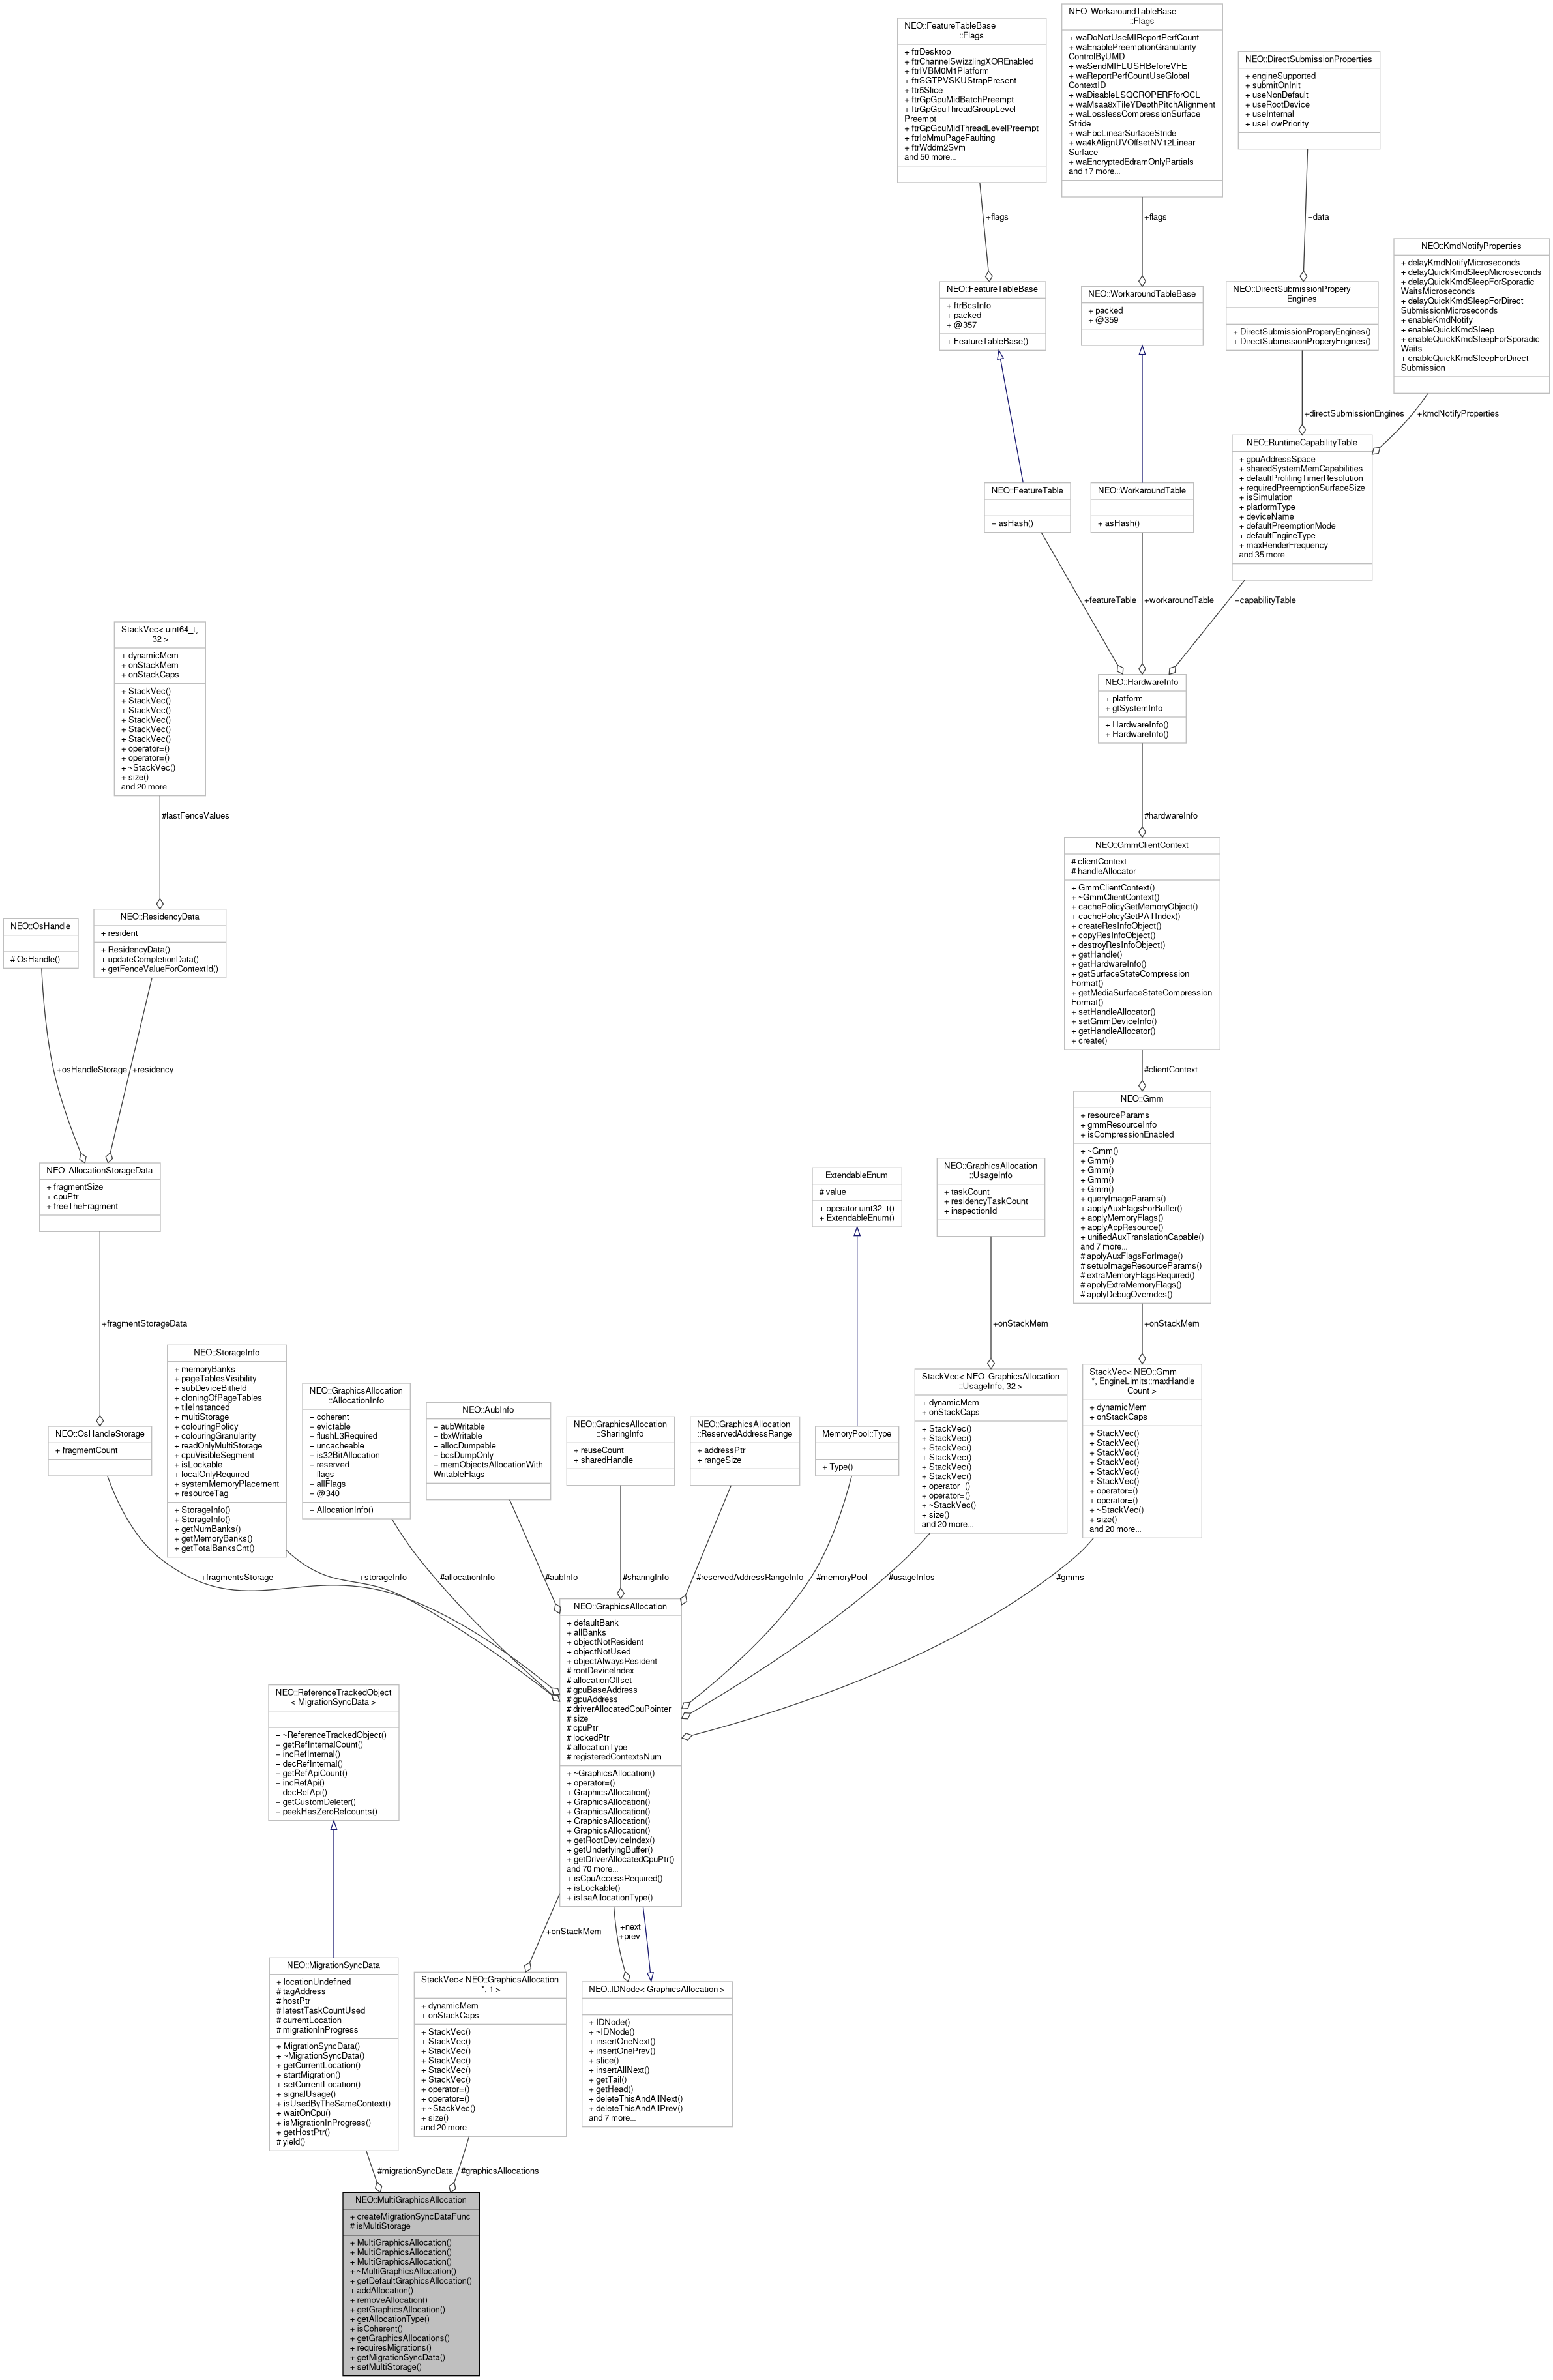 NEO::FeatureTableBase
::Flags
+ ftrDesktop
+ ftrChannelSwizzlingXOREnabled
+ ftrIVBM0M1Platform
+ ftrSGTPVSKUStrapPresent
+ ftr5Slice
+ ftrGpGpuMidBatchPreempt
+ ftrGpGpuThreadGroupLevel
Preempt
+ ftrGpGpuMidThreadLevelPreempt
+ ftrIoMmuPageFaulting
+ ftrWddm2Svm
and 50 more...
NEO::WorkaroundTableBase
::Flags
+ waDoNotUseMIReportPerfCount
+ waEnablePreemptionGranularity
ControlByUMD
+ waSendMIFLUSHBeforeVFE
+ waReportPerfCountUseGlobal
ContextID
+ waDisableLSQCROPERFforOCL
+ waMsaa8xTileYDepthPitchAlignment
+ waLosslessCompressionSurface
Stride
+ waFbcLinearSurfaceStride
+ wa4kAlignUVOffsetNV12Linear
Surface
+ waEncryptedEdramOnlyPartials
and 17 more...
NEO::DirectSubmissionProperties
+ engineSupported
+ submitOnInit
+ useNonDefault
+ useRootDevice
+ useInternal
+ useLowPriority
+flags
+flags
+data
NEO::KmdNotifyProperties
+ delayKmdNotifyMicroseconds
+ delayQuickKmdSleepMicroseconds
+ delayQuickKmdSleepForSporadic
WaitsMicroseconds
+ delayQuickKmdSleepForDirect
SubmissionMicroseconds
+ enableKmdNotify
+ enableQuickKmdSleep
+ enableQuickKmdSleepForSporadic
Waits
+ enableQuickKmdSleepForDirect
Submission
NEO::FeatureTableBase
+ ftrBcsInfo
+ packed
+ @357
+ FeatureTableBase()
NEO::WorkaroundTableBase
+ packed
+ @359
NEO::DirectSubmissionPropery
Engines
+ DirectSubmissionProperyEngines()
+ DirectSubmissionProperyEngines()
+directSubmissionEngines
+kmdNotifyProperties
NEO::FeatureTable
+ asHash()
NEO::WorkaroundTable
+ asHash()
NEO::RuntimeCapabilityTable
+ gpuAddressSpace
+ sharedSystemMemCapabilities
+ defaultProfilingTimerResolution
+ requiredPreemptionSurfaceSize
+ isSimulation
+ platformType
+ deviceName
+ defaultPreemptionMode
+ defaultEngineType
+ maxRenderFrequency
and 35 more...
+featureTable
+workaroundTable
+capabilityTable
StackVec< uint64_t,
32 >
+ dynamicMem
+ onStackMem
+ onStackCaps
+ StackVec()
+ StackVec()
+ StackVec()
+ StackVec()
+ StackVec()
+ StackVec()
+ operator=()
+ operator=()
+ ~StackVec()
+ size()
and 20 more...
NEO::HardwareInfo
+ platform
+ gtSystemInfo
+ HardwareInfo()
+ HardwareInfo()
#lastFenceValues
#hardwareInfo
NEO::OsHandle
# OsHandle()
NEO::ResidencyData
+ resident
+ ResidencyData()
+ updateCompletionData()
+ getFenceValueForContextId()
NEO::GmmClientContext
# clientContext
# handleAllocator
+ GmmClientContext()
+ ~GmmClientContext()
+ cachePolicyGetMemoryObject()
+ cachePolicyGetPATIndex()
+ createResInfoObject()
+ copyResInfoObject()
+ destroyResInfoObject()
+ getHandle()
+ getHardwareInfo()
+ getSurfaceStateCompression
Format()
+ getMediaSurfaceStateCompression
Format()
+ setHandleAllocator()
+ setGmmDeviceInfo()
+ getHandleAllocator()
+ create()
+osHandleStorage
+residency
#clientContext
NEO::AllocationStorageData
+ fragmentSize
+ cpuPtr
+ freeTheFragment
ExtendableEnum
# value
+ operator uint32_t()
+ ExtendableEnum()
NEO::GraphicsAllocation
::UsageInfo
+ taskCount
+ residencyTaskCount
+ inspectionId
NEO::Gmm
+ resourceParams
+ gmmResourceInfo
+ isCompressionEnabled
+ ~Gmm()
+ Gmm()
+ Gmm()
+ Gmm()
+ Gmm()
+ queryImageParams()
+ applyAuxFlagsForBuffer()
+ applyMemoryFlags()
+ applyAppResource()
+ unifiedAuxTranslationCapable()
and 7 more...
# applyAuxFlagsForImage()
# setupImageResourceParams()
# extraMemoryFlagsRequired()
# applyExtraMemoryFlags()
# applyDebugOverrides()
+fragmentStorageData
+onStackMem
+onStackMem
NEO::OsHandleStorage
+ fragmentCount
NEO::StorageInfo
+ memoryBanks
+ pageTablesVisibility
+ subDeviceBitfield
+ cloningOfPageTables
+ tileInstanced
+ multiStorage
+ colouringPolicy
+ colouringGranularity
+ readOnlyMultiStorage
+ cpuVisibleSegment
+ isLockable
+ localOnlyRequired
+ systemMemoryPlacement
+ resourceTag
+ StorageInfo()
+ StorageInfo()
+ getNumBanks()
+ getMemoryBanks()
+ getTotalBanksCnt()
NEO::GraphicsAllocation
::AllocationInfo
+ coherent
+ evictable
+ flushL3Required
+ uncacheable
+ is32BitAllocation
+ reserved
+ flags
+ allFlags
+ @340
+ AllocationInfo()
NEO::AubInfo
+ aubWritable
+ tbxWritable
+ allocDumpable
+ bcsDumpOnly
+ memObjectsAllocationWith
WritableFlags
NEO::GraphicsAllocation
::SharingInfo
+ reuseCount
+ sharedHandle
NEO::GraphicsAllocation
::ReservedAddressRange
+ addressPtr
+ rangeSize
MemoryPool::Type
+ Type()
StackVec< NEO::GraphicsAllocation
::UsageInfo, 32 >
+ dynamicMem
+ onStackCaps
+ StackVec()
+ StackVec()
+ StackVec()
+ StackVec()
+ StackVec()
+ StackVec()
+ operator=()
+ operator=()
+ ~StackVec()
+ size()
and 20 more...
StackVec< NEO::Gmm
*, EngineLimits::maxHandle
Count >
+ dynamicMem
+ onStackCaps
+ StackVec()
+ StackVec()
+ StackVec()
+ StackVec()
+ StackVec()
+ StackVec()
+ operator=()
+ operator=()
+ ~StackVec()
+ size()
and 20 more...
+fragmentsStorage
+storageInfo
#allocationInfo
#aubInfo
#sharingInfo
#reservedAddressRangeInfo
#memoryPool
#usageInfos
#gmms
NEO::GraphicsAllocation
+ defaultBank
+ allBanks
+ objectNotResident
+ objectNotUsed
+ objectAlwaysResident
# rootDeviceIndex
# allocationOffset
# gpuBaseAddress
# gpuAddress
# driverAllocatedCpuPointer
# size
# cpuPtr
# lockedPtr
# allocationType
# registeredContextsNum
+ ~GraphicsAllocation()
+ operator=()
+ GraphicsAllocation()
+ GraphicsAllocation()
+ GraphicsAllocation()
+ GraphicsAllocation()
+ GraphicsAllocation()
+ getRootDeviceIndex()
+ getUnderlyingBuffer()
+ getDriverAllocatedCpuPtr()
and 70 more...
+ isCpuAccessRequired()
+ isLockable()
+ isIsaAllocationType()
NEO::ReferenceTrackedObject
< MigrationSyncData >
+ ~ReferenceTrackedObject()
+ getRefInternalCount()
+ incRefInternal()
+ decRefInternal()
+ getRefApiCount()
+ incRefApi()
+ decRefApi()
+ getCustomDeleter()
+ peekHasZeroRefcounts()
+onStackMem
+next
+prev
NEO::MigrationSyncData
+ locationUndefined
# tagAddress
# hostPtr
# latestTaskCountUsed
# currentLocation
# migrationInProgress
+ MigrationSyncData()
+ ~MigrationSyncData()
+ getCurrentLocation()
+ startMigration()
+ setCurrentLocation()
+ signalUsage()
+ isUsedByTheSameContext()
+ waitOnCpu()
+ isMigrationInProgress()
+ getHostPtr()
# yield()
StackVec< NEO::GraphicsAllocation
*, 1 >
+ dynamicMem
+ onStackCaps
+ StackVec()
+ StackVec()
+ StackVec()
+ StackVec()
+ StackVec()
+ StackVec()
+ operator=()
+ operator=()
+ ~StackVec()
+ size()
and 20 more...
NEO::IDNode< GraphicsAllocation >
+ IDNode()
+ ~IDNode()
+ insertOneNext()
+ insertOnePrev()
+ slice()
+ insertAllNext()
+ getTail()
+ getHead()
+ deleteThisAndAllNext()
+ deleteThisAndAllPrev()
and 7 more...
#migrationSyncData
#graphicsAllocations
NEO::MultiGraphicsAllocation
+ createMigrationSyncDataFunc
# isMultiStorage
+ MultiGraphicsAllocation()
+ MultiGraphicsAllocation()
+ MultiGraphicsAllocation()
+ ~MultiGraphicsAllocation()
+ getDefaultGraphicsAllocation()
+ addAllocation()
+ removeAllocation()
+ getGraphicsAllocation()
+ getAllocationType()
+ isCoherent()
+ getGraphicsAllocations()
+ requiresMigrations()
+ getMigrationSyncData()
+ setMultiStorage()